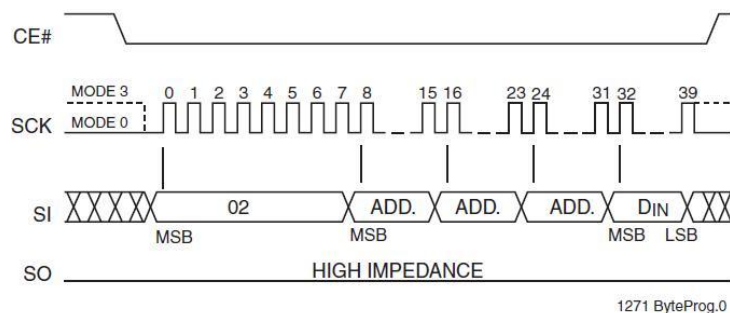 CE#
MODE 3 0 1 2 3 4 5 6 7 8 15 16 23 24 31 32 39
SCK MODE 0
SI 02 ADD. ADD. ADD. DIN
MSB MSB MSB LSB
SO HIGH IMPEDANCE
1271 ByteProg.0